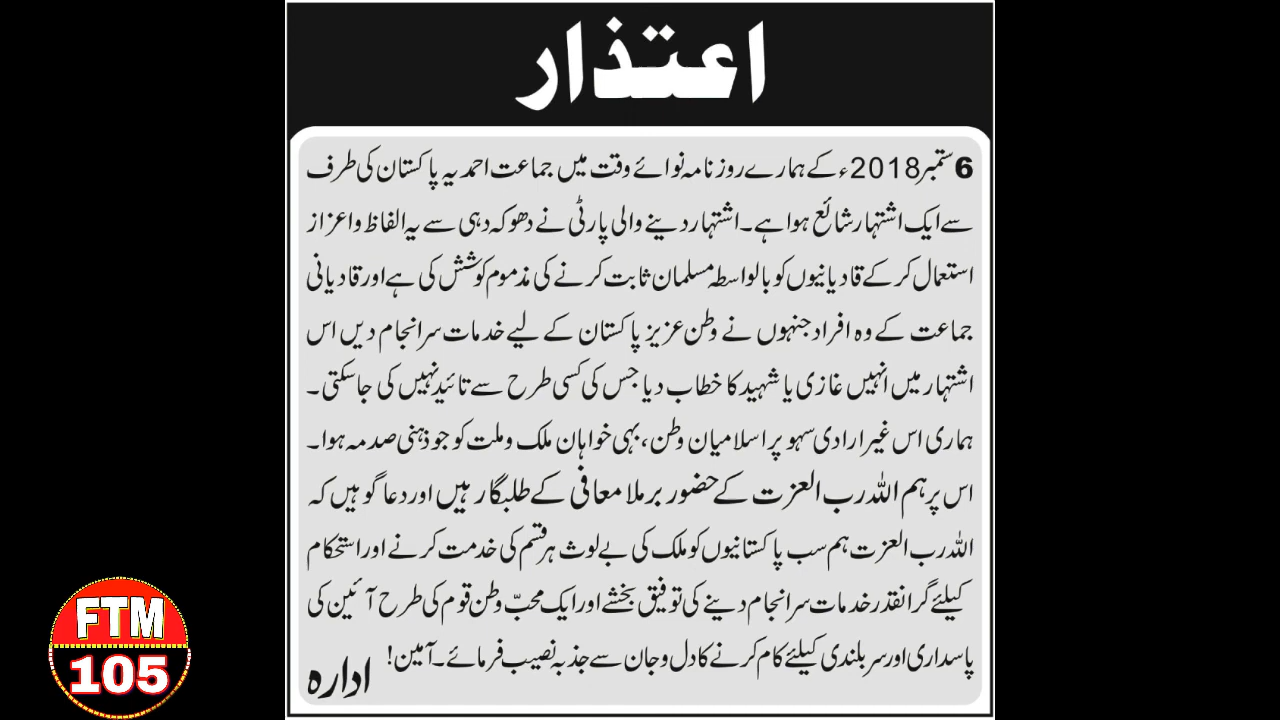 اعتذار
6 ستمبر 2018ء کے ہمارے روزنامہ نوائے وقت میں جماعت احمدیہ پاکستان کی طرف
سے ایک اشتہار شائع ہوا ہے۔ اشتہار دینے والی پارٹی نے دھوکہ دہی سے یہ الفاظ و اعزاز
استعمال کر کے قادیانیوں کو بالواسطہ مسلمان ثابت کرنے کی مذموم کوشش کی ہے اور قادیانی
جماعت کے وہ افراد جنہوں نے وطن عزیز پاکستان کے لیے خدمات سرانجام دیں اس
اشتہار میں انہیں غازی یا شہید کا خطاب دیا جس کی کسی طرح سے تائید نہیں کی جاسکتی۔
ہماری اس غیر ارادی سہو پر اسلامیان وطن، بہی خواہان ملک و ملت کو جو ذہنی صدمہ ہوا۔
اس پر ہم اللہ رب العزت کے حضور برملا معافی کے طلبگار ہیں اور دعا گو ہیں کہ
اللہ رب العزت ہم سب پاکستانیوں کو ملک کی بے لوث ہر قسم کی خدمت کرنے اور استحکام
کیلئے گرانقدر خدمات سرانجام دینے کی توفیق بخشے اور ایک محبّ وطن قوم کی طرح آئین کی
پاسداری اور سربلندی کیلئے کام کرنے کا دل و جان سے جذبہ نصیب فرمائے۔ آمین!
ادارہ
FTM
105